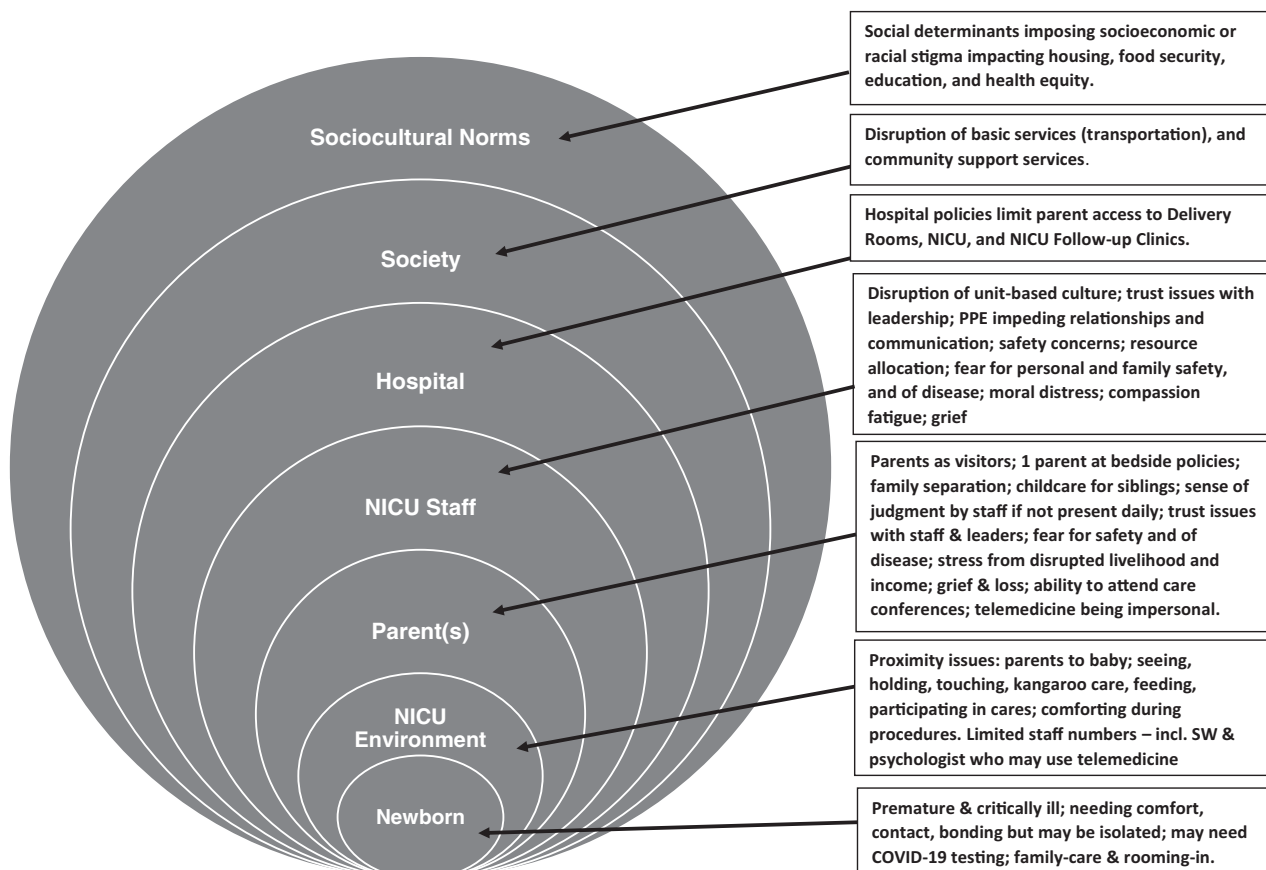 Social determinants imposing socioeconomic or
racial stigma impacting housing, food security,
education, and health equity.
Sociocultural Norms
Disruption of basic services (transportation), and
community support services.
Society
Hospital policies limit parent access to Delivery
Rooms, NICU, and NICU Follow-up Clinics.
Hospital
Disruption of unit-based culture; trust issues with
leadership; PPE impeding relationships and
communication; safety concerns; resource
allocation; fear for personal and family safety,
and of disease; moral distress; compassion
fatigue; grief
NICU Staff
Parents as visitors; 1 parent at bedside policies;
family separation; childcare for siblings; sense of
judgment by staff if not present daily; trust issues
with staff & leaders; fear for safety and of
disease; stress from disrupted livelihood and
income; grief & loss; ability to attend care
conferences; telemedicine being impersonal.
Parent(s)
Proximity issues: parents to baby; seeing,
holding, touching, kangaroo care, feeding,
participating in cares; comforting during
procedures. Limited staff numbers – incl. SW &
psychologist who may use telemedicine
NICU
Environment
Premature & critically ill; needing comfort,
contact, bonding but may be isolated; may need
COVID-19 testing; family-care & rooming-in.
Newborn